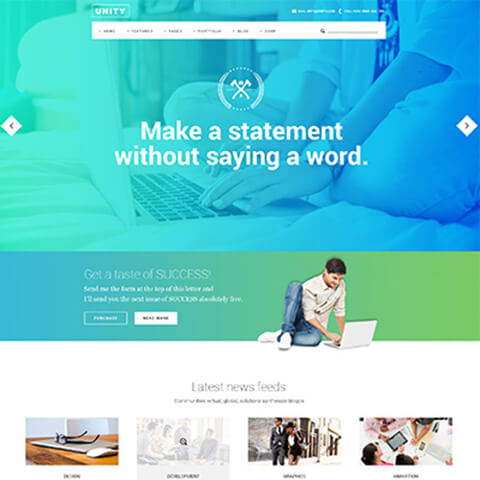 UNITY
HOME FEATURES PAGES PORTFOLIO BLOG SHOP
Make a statement
without saying a word.
Get a taste of SUCCESS!
Send me the form at the top of this letter and
I'll send you the next issue of SUCCESS absolutely free.
PURCHASE READ MORE
Latest news feeds
Communities virtual, global, solutions synthesize blogs
DESIGN DEVELOPMENT GRAPHICS ANIMATION